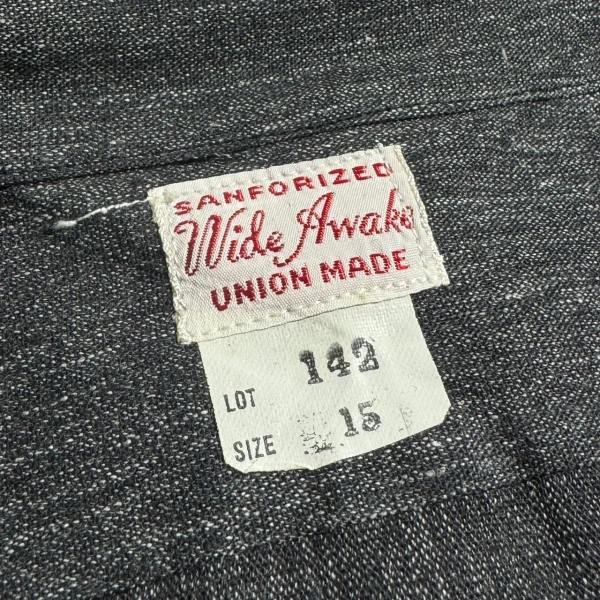 SANFORIZED
Wide Awake
UNION MADE
LOT 142
SIZE 15